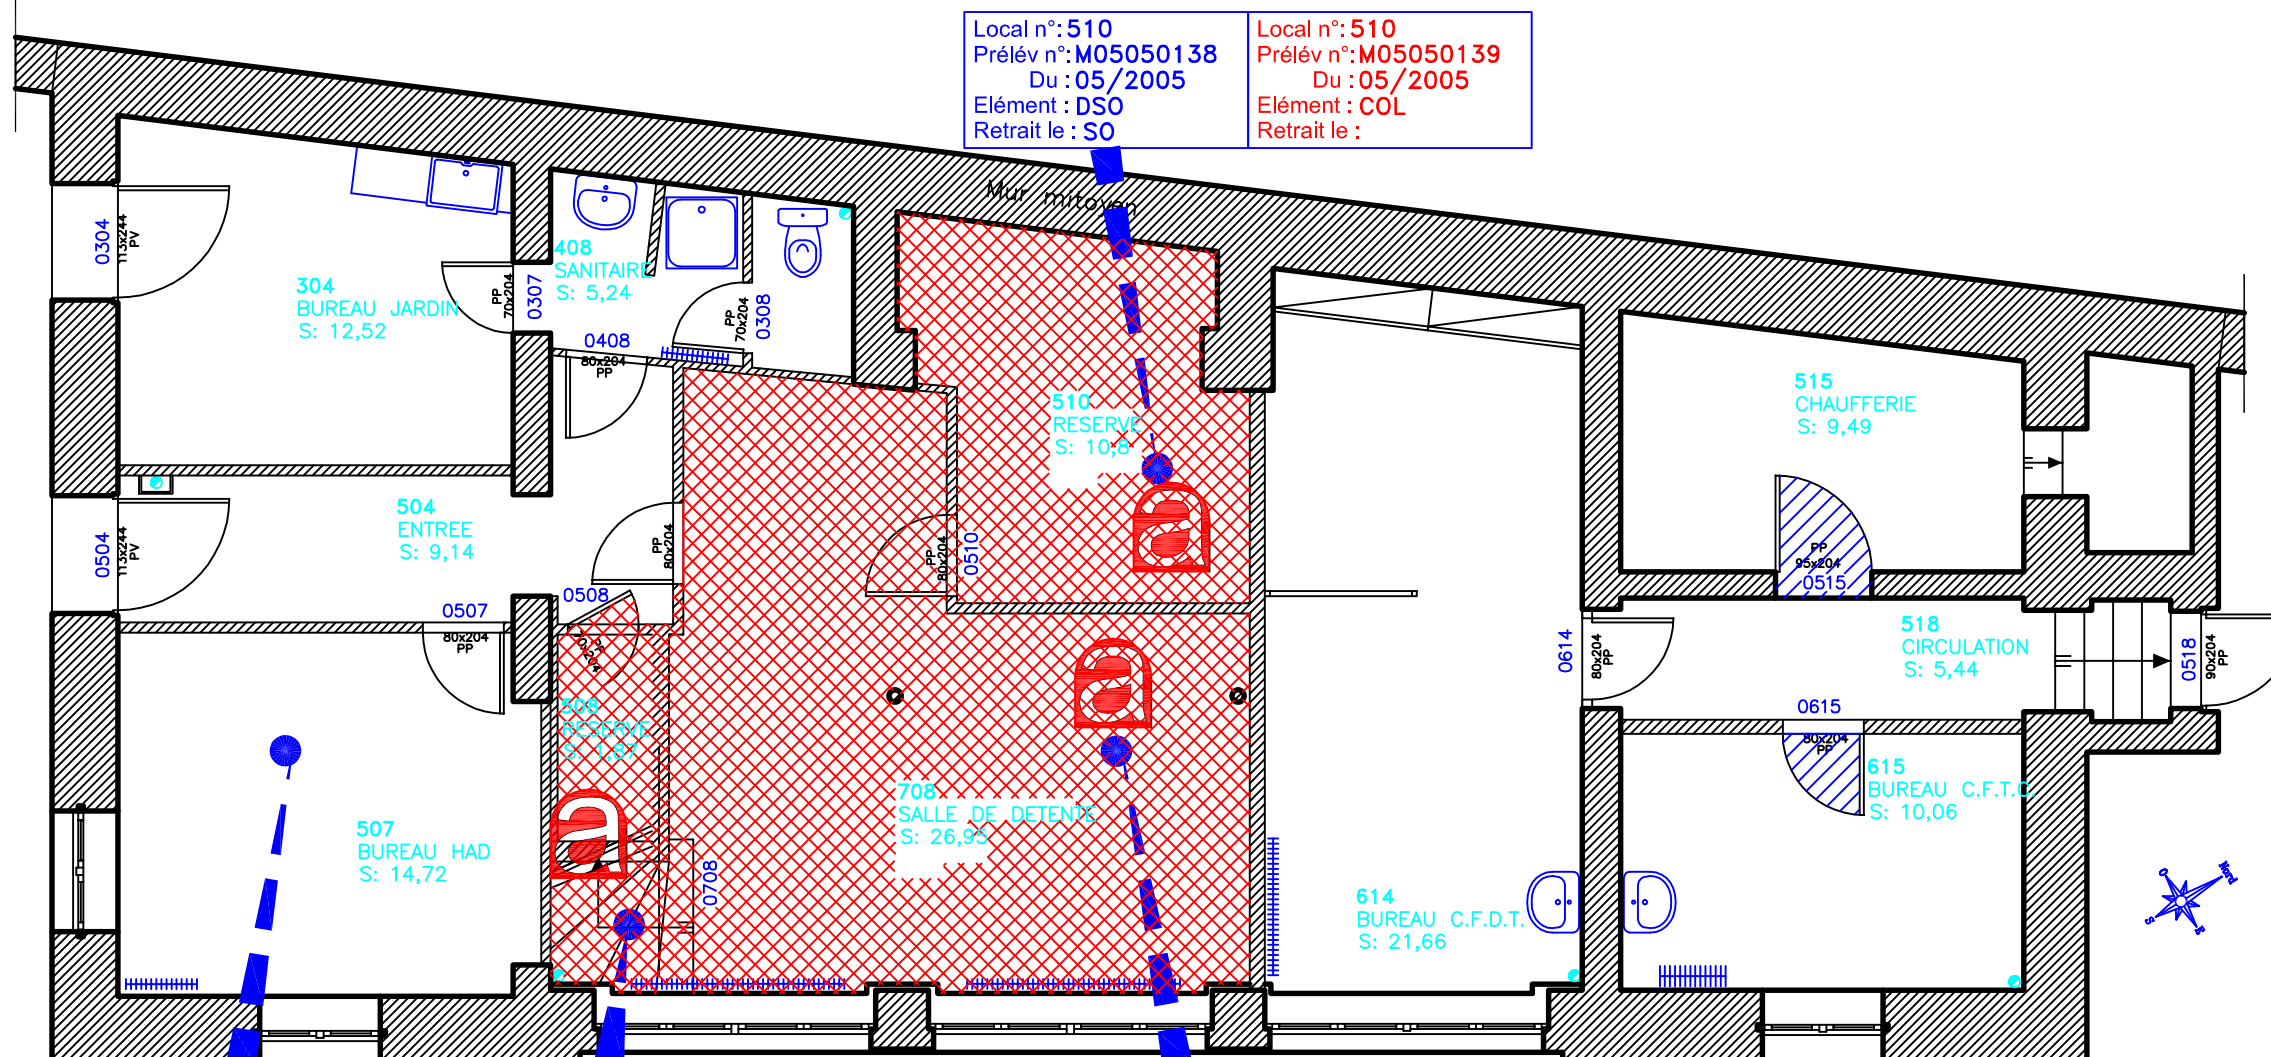 Local n°: 510
Prélév n°: M05050138
Du : 05/2005
Elément : DSO
Retrait le : SO
Local n°: 510
Prélév n°: M05050139
Du : 05/2005
Elément : COL
Retrait le :
Mur mitoyen
0304
113x244
PV
304
BUREAU JARDIN
S: 12,52
PP
70x204
0307
408
SANITAIRE
S: 5,24
0408
80x204
PP
PP
70x204
0308
510
RESERVE
S: 10,8
515
CHAUFFERIE
S: 9,49
PP
95x204
0515
504
ENTREE
S: 9,14
0504
113x244
PV
PP
80x204
PP
80x204
0510
0507
80x204
PP
0508
PP
70x204
508
RESERVE
S: 1,87
a
a
a
0614
80x204
PP
518
CIRCULATION
S: 5,44
0518
90x204
PP
0615
80x204
PP
615
BUREAU C.F.T.C.
S: 10,06
708
SALLE DE DETENTE
S: 26,95
0708
507
BUREAU HAD
S: 14,72
614
BUREAU C.F.D.T.
S: 21,66
Nord
O
S
E